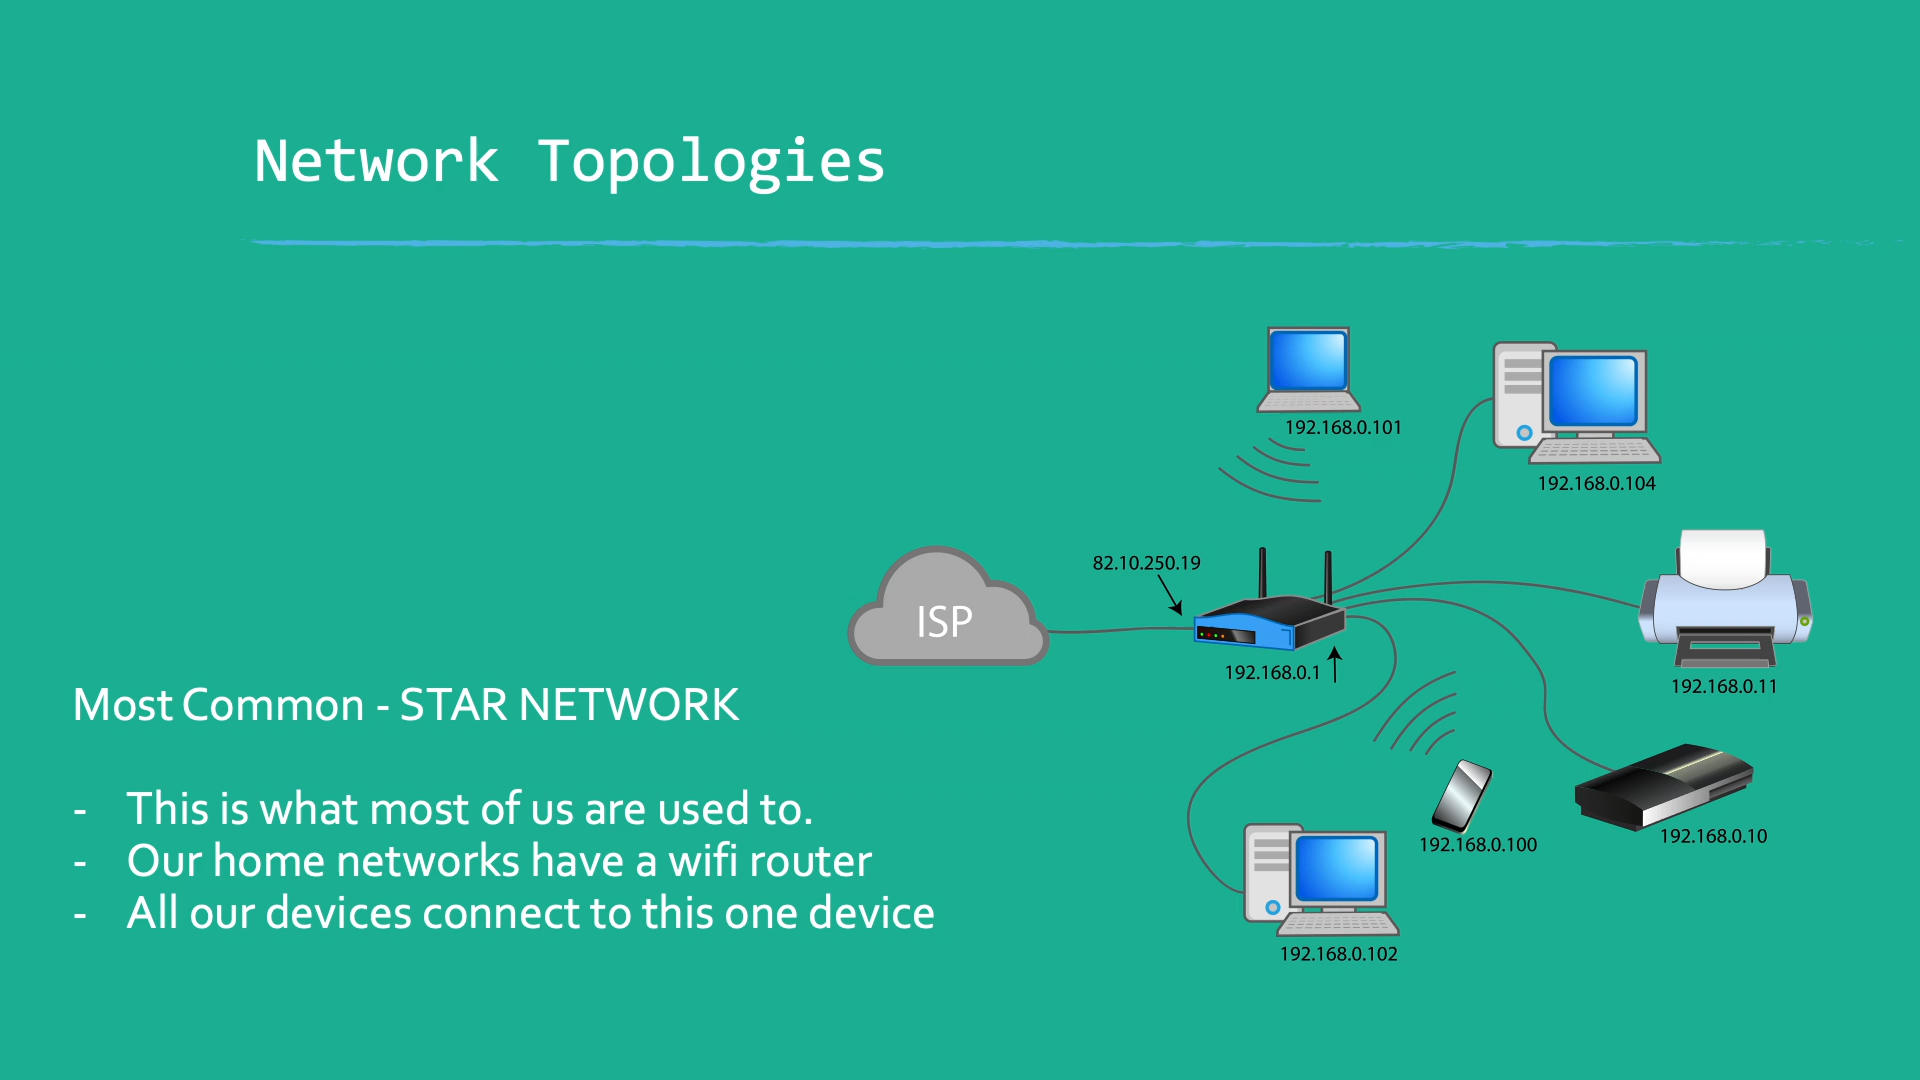 Network Topologies
192.168.0.101
192.168.0.104
82.10.250.19
ISP
192.168.0.1
192.168.0.11
Most Common - STAR NETWORK
- This is what most of us are used to.
- Our home networks have a wifi router
- All our devices connect to this one device
192.168.0.100
192.168.0.10
192.168.0.102